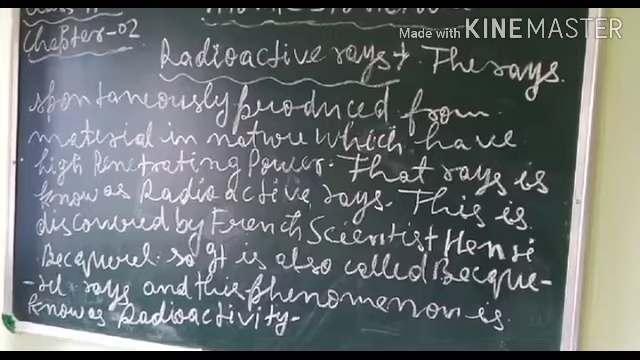 Made with KINEMASTER
Chapter-02.
Radioactive rays + The rays.
spontaneously produced from
material in nature which have
high Penetrating Power. That rays is
know as Radioactive rays. This is
discovered by French Scientist Henri
Becquerel. so It is also called Becque-
-rel rays and this phenomenon is
know as Radioactivity-